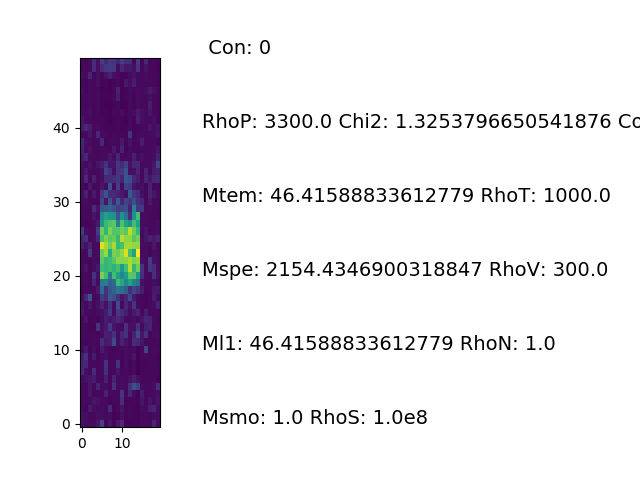 Con: 0
RhoP: 3300.0 Chi2: 1.3253796650541876 Co
Mtem: 46.41588833612779 RhoT: 1000.0
Mspe: 2154.4346900318847 RhoV: 300.0
Ml1: 46.41588833612779 RhoN: 1.0
Msmo: 1.0 RhoS: 1.0e8
40
30
20
10
0
0 10